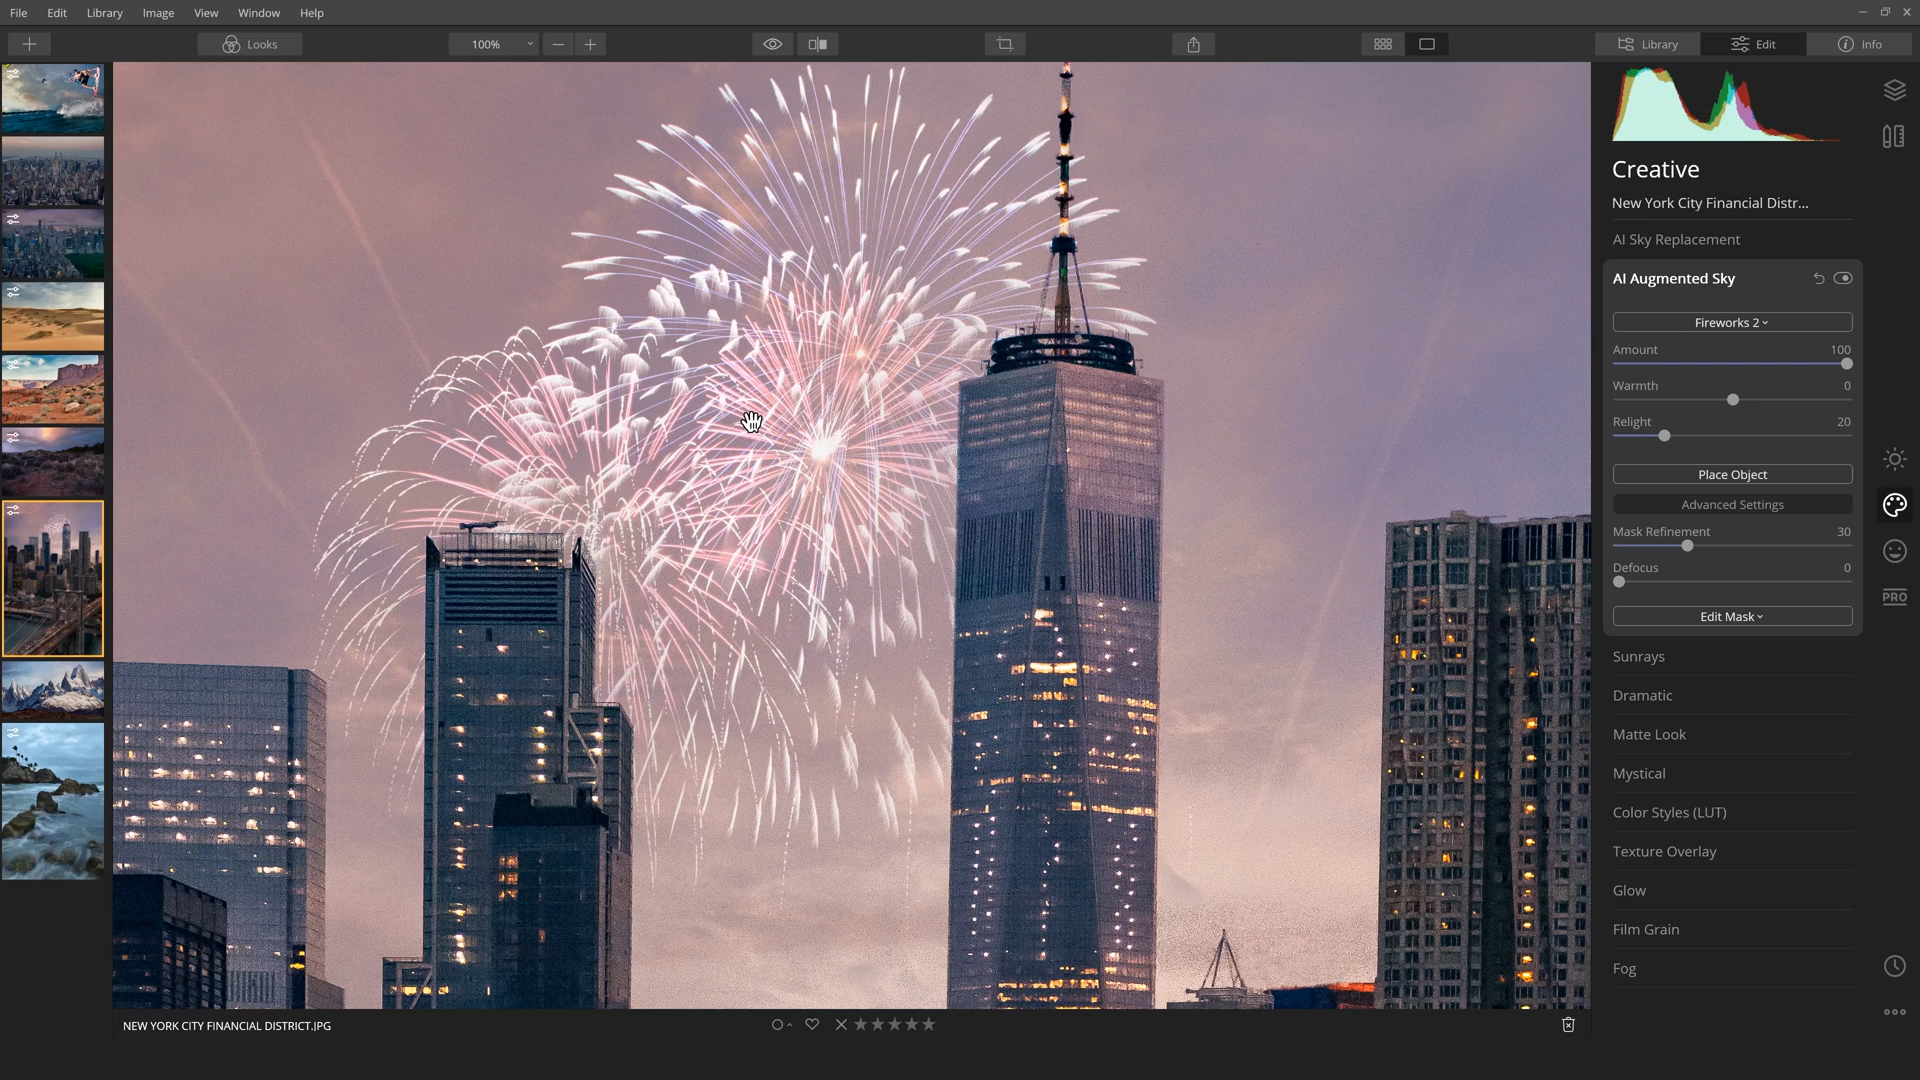 File Edit Library Image View Window Help
Looks 100% Library Edit Info
Creative
New York City Financial Distr...
AI Sky Replacement
AI Augmented Sky
Fireworks 2
Amount 100
Warmth 0
Relight 20
Place Object
Advanced Settings
Mask Refinement 30
Defocus 0
Edit Mask
PRO
Sunrays
Dramatic
Matte Look
Mystical
Color Styles (LUT)
Texture Overlay
Glow
Film Grain
Fog
NEW YORK CITY FINANCIAL DISTRICT.JPG